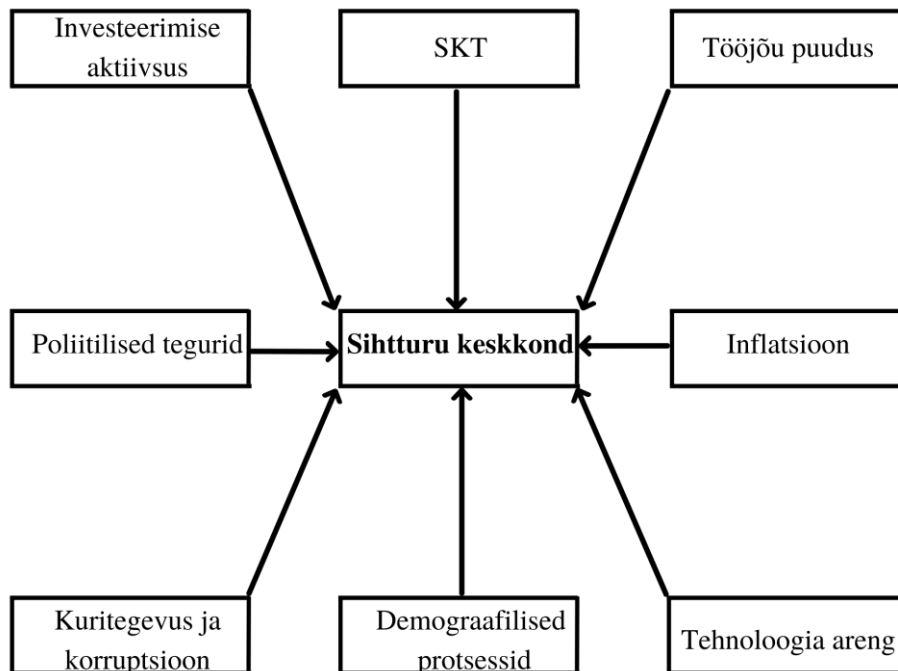 Investeerimise
aktiivsus
SKT
Tööjõu puudus
Poliitilised tegurid
Sihtturu keskkond
Inflatsioon
Kuritegevus ja
korruptsioon
Demograafilised
protsessid
Tehnoloogia areng